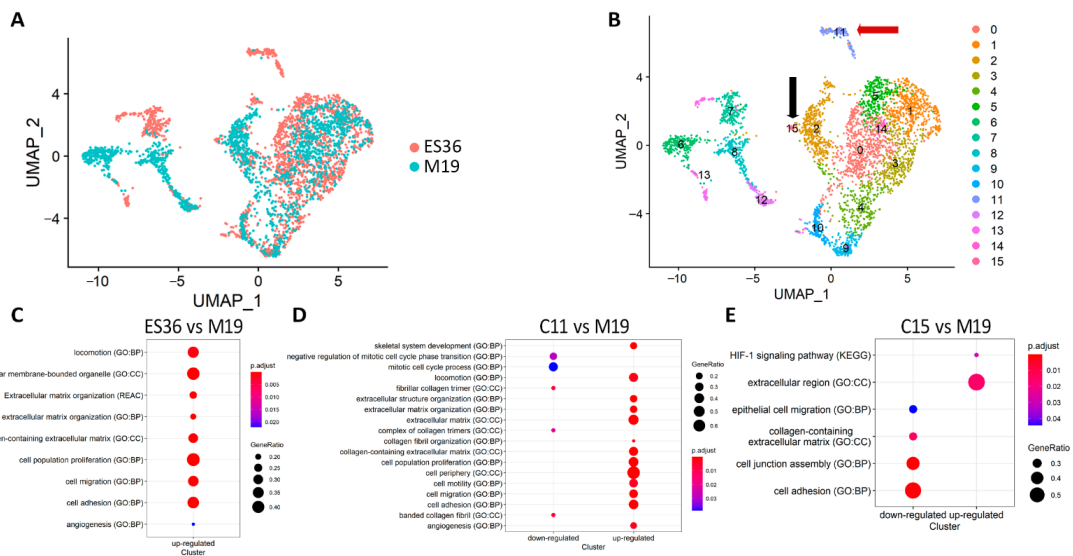 A
4
0
−4
UMAP_2
−10
−5
0
5
UMAP_1
ES36
M19
B
4
0
−4
UMAP_2
−10
−5
0
5
UMAP_1
11
5
1
7
15
2
14
6
8
0
3
13
12
4
10
9
0
1
2
3
4
5
6
7
8
9
10
11
12
13
14
15
C
ES36 vs M19
locomotion (GO:BP)
ar membrane-bounded organelle (GO:CC)
Extracellular matrix organization (REAC)
extracellular matrix organization (GO:BP)
gen-containing extracellular matrix (GO:CC)
cell population proliferation (GO:BP)
cell migration (GO:BP)
cell adhesion (GO:BP)
angiogenesis (GO:BP)
up-regulated
Cluster
p.adjust
0.005
0.010
0.015
0.020
GeneRatio
0.20
0.25
0.30
0.35
0.40
D
C11 vs M19
skeletal system development (GO:BP)
negative regulation of mitotic cell cycle phase transition (GO:BP)
mitotic cell cycle process (GO:BP)
locomotion (GO:BP)
fibrillar collagen trimer (GO:CC)
extracellular structure organization (GO:BP)
extracellular matrix organization (GO:BP)
extracellular matrix (GO:CC)
complex of collagen trimers (GO:CC)
collagen fibril organization (GO:BP)
collagen-containing extracellular matrix (GO:CC)
cell population proliferation (GO:BP)
cell periphery (GO:CC)
cell motility (GO:BP)
cell migration (GO:BP)
cell adhesion (GO:BP)
banded collagen fibril (GO:CC)
angiogenesis (GO:BP)
down-regulated
up-regulated
Cluster
GeneRatio
0.2
0.3
0.4
0.5
0.6
p.adjust
0.01
0.02
0.03
E
C15 vs M19
HIF-1 signaling pathway (KEGG)
extracellular region (GO:CC)
epithelial cell migration (GO:BP)
collagen-containing
extracellular matrix (GO:CC)
cell junction assembly (GO:BP)
cell adhesion (GO:BP)
down-regulated up-regulated
Cluster
p.adjust
0.01
0.02
0.03
0.04
GeneRatio
0.3
0.4
0.5